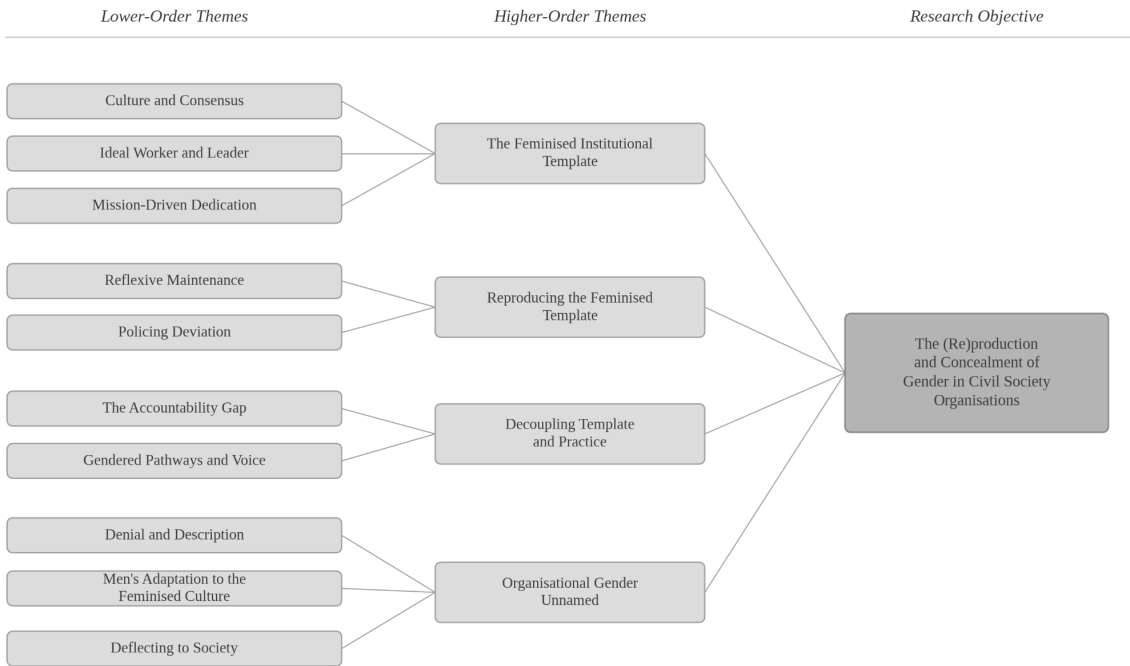 Lower-Order Themes
Higher-Order Themes
Research Objective
Culture and Consensus
Ideal Worker and Leader
Mission-Driven Dedication
The Feminised Institutional
Template
Reflexive Maintenance
Policing Deviation
Reproducing the Feminised
Template
The Accountability Gap
Gendered Pathways and Voice
Decoupling Template
and Practice
Denial and Description
Men's Adaptation to the
Feminised Culture
Deflecting to Society
Organisational Gender
Unnamed
The (Re)production
and Concealment of
Gender in Civil Society
Organisations